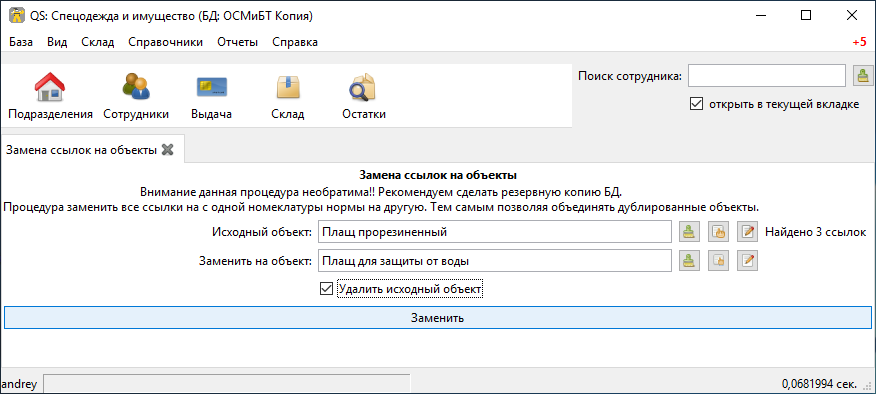 QS: Спецодежда и имущество (БД: ОСМиБТ Копия)
База Вид Склад Справочники Отчеты Справка +5
Поиск сотрудника:
открыть в текущей вкладке
Подразделения Сотрудники Выдача Склад Остатки
Замена ссылок на объекты
Замена ссылок на объекты
Внимание данная процедура необратима!! Рекомендуем сделать резервную копию БД.
Процедура заменить все ссылки на с одной номеклатуры нормы на другую. Тем самым позволяя объединять дублированные объекты.
Исходный объект: Плащ прорезиненный Найдено 3 ссылок
Заменить на объект: Плащ для защиты от воды
Удалить исходный объект
Заменить
andrey 0,0681994 сек.